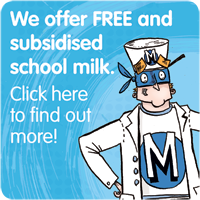 We offer FREE and
subsidised
school milk.
Click here
to find out
more!
M
M